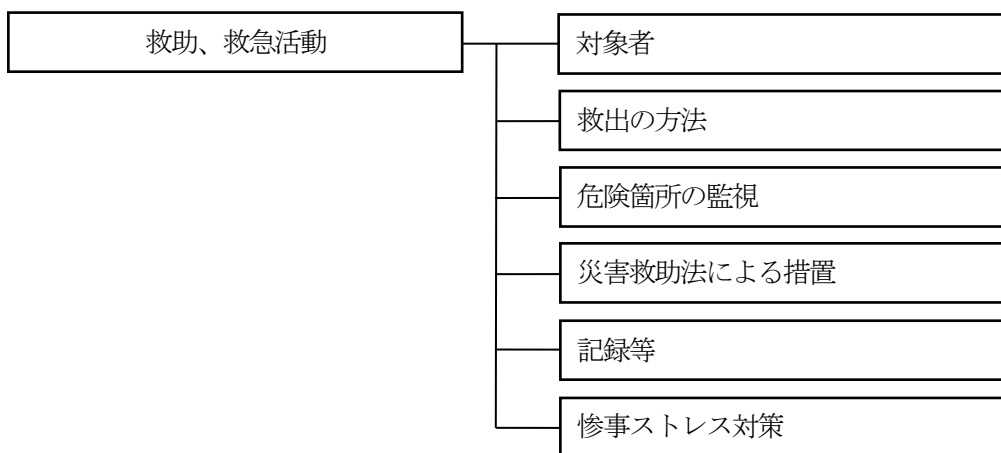 救助、救急活動
対象者
救出の方法
危険箇所の監視
災害救助法による措置
記録等
惨事ストレス対策